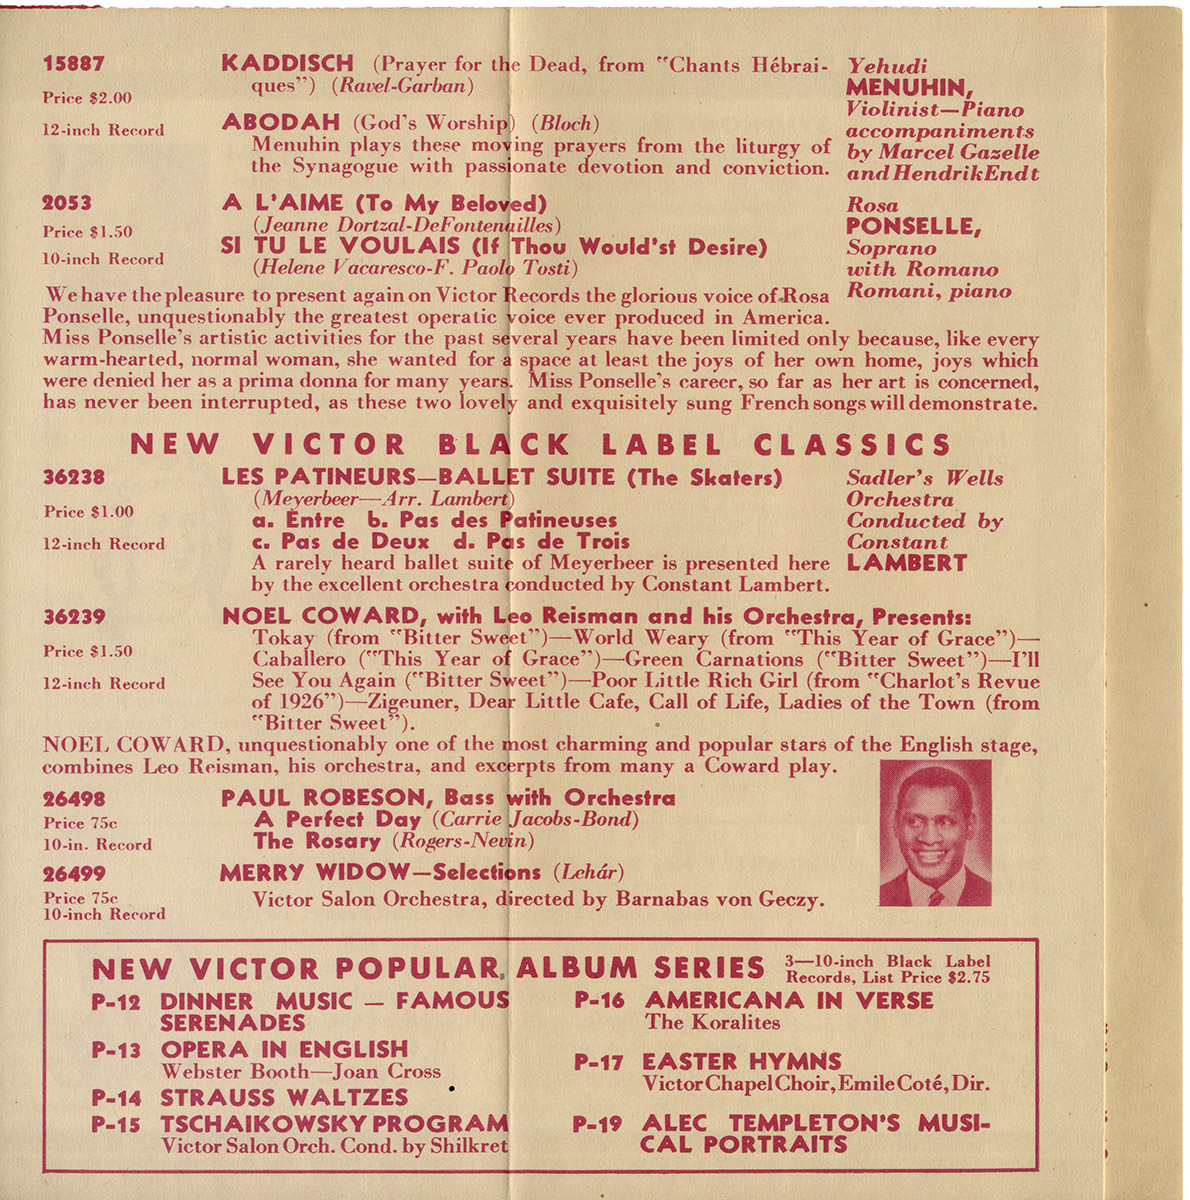 15887
Price $2.00
12-inch Record
KADDISCH (Prayer for the Dead, from "Chants Hébrai-
ques") (Ravel-Garban)
ABODAH (God's Worship) (Bloch)
Menuhin plays these moving prayers from the liturgy of
the Synagogue with passionate devotion and conviction.
Yehudi
MENUHIN,
Violinist—Piano
accompaniments
by Marcel Gazelle
and HendrikEndt
2053
Price $1.50
10-inch Record
A L'AIME (To My Beloved)
(Jeanne Dortzal-DeFontenailles)
SI TU LE VOULAIS (If Thou Would'st Desire)
(Helene Vacaresco-F. Paolo Tosti)
Rosa
PONSELLE,
Soprano
with Romano
Romani, piano
We have the pleasure to present again on Victor Records the glorious voice of Rosa
Ponselle, unquestionably the greatest operatic voice ever produced in America.
Miss Ponselle's artistic activities for the past several years have been limited only because, like every
warm-hearted, normal woman, she wanted for a space at least the joys of her own home, joys which
were denied her as a prima donna for many years. Miss Ponselle's career, so far as her art is concerned,
has never been interrupted, as these two lovely and exquisitely sung French songs will demonstrate.
NEW VICTOR BLACK LABEL CLASSICS
36238
Price $1.00
12-inch Record
LES PATINEURS—BALLET SUITE (The Skaters)
(Meyerbeer—Arr. Lambert)
a. Entre b. Pas des Patineuses
c. Pas de Deux d. Pas de Trois
A rarely heard ballet suite of Meyerbeer is presented here
by the excellent orchestra conducted by Constant Lambert.
Sadler's Wells
Orchestra
Conducted by
Constant
LAMBERT
36239
Price $1.50
12-inch Record
NOEL COWARD, with Leo Reisman and his Orchestra, Presents:
Tokay (from "Bitter Sweet")—World Weary (from "This Year of Grace")—
Caballero ("This Year of Grace")—Green Carnations ("Bitter Sweet")—I'll
See You Again ("Bitter Sweet")—Poor Little Rich Girl (from "Charlot's Revue
of 1926")—Zigeuner, Dear Little Cafe, Call of Life, Ladies of the Town (from
"Bitter Sweet").
NOEL COWARD, unquestionably one of the most charming and popular stars of the English stage,
combines Leo Reisman, his orchestra, and excerpts from many a Coward play.
26498
Price 75c
10-in. Record
PAUL ROBESON, Bass with Orchestra
A Perfect Day (Carrie Jacobs-Bond)
The Rosary (Rogers-Nevin)
26499
Price 75c
10-inch Record
MERRY WIDOW—Selections (Lehár)
Victor Salon Orchestra, directed by Barnabas von Geczy.
NEW VICTOR POPULAR ALBUM SERIES
3—10-inch Black Label
Records, List Price $2.75
P-12 DINNER MUSIC — FAMOUS
SERENADES
P-13 OPERA IN ENGLISH
Webster Booth—Joan Cross
P-14 STRAUSS WALTZES
P-15 TSCHAIKOWSKY PROGRAM
Victor Salon Orch. Cond. by Shilkret
P-16 AMERICANA IN VERSE
The Koralites
P-17 EASTER HYMNS
Victor Chapel Choir, Emile Coté, Dir.
P-19 ALEC TEMPLETON'S MUSI-
CAL PORTRAITS